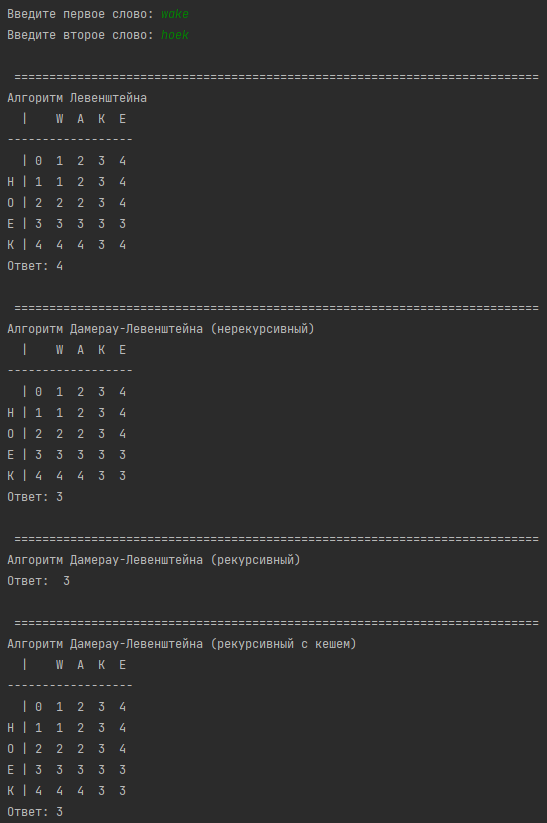 Введите первое слово: wake
Введите второе слово: hoek
===========================================================================
Алгоритм Левенштейна
  |    W  A  K  E
------------------
  | 0  1  2  3  4
H | 1  1  2  3  4
O | 2  2  2  3  4
E | 3  3  3  3  3
K | 4  4  4  3  4
Ответ: 4
===========================================================================
Алгоритм Дамерау-Левенштейна (нерекурсивный)
  |    W  A  K  E
------------------
  | 0  1  2  3  4
H | 1  1  2  3  4
O | 2  2  2  3  4
E | 3  3  3  3  3
K | 4  4  4  3  3
Ответ: 3
===========================================================================
Алгоритм Дамерау-Левенштейна (рекурсивный)
Ответ:  3
===========================================================================
Алгоритм Дамерау-Левенштейна (рекурсивный с кешем)
  |    W  A  K  E
------------------
  | 0  1  2  3  4
H | 1  1  2  3  4
O | 2  2  2  3  4
E | 3  3  3  3  3
K | 4  4  4  3  3
Ответ: 3